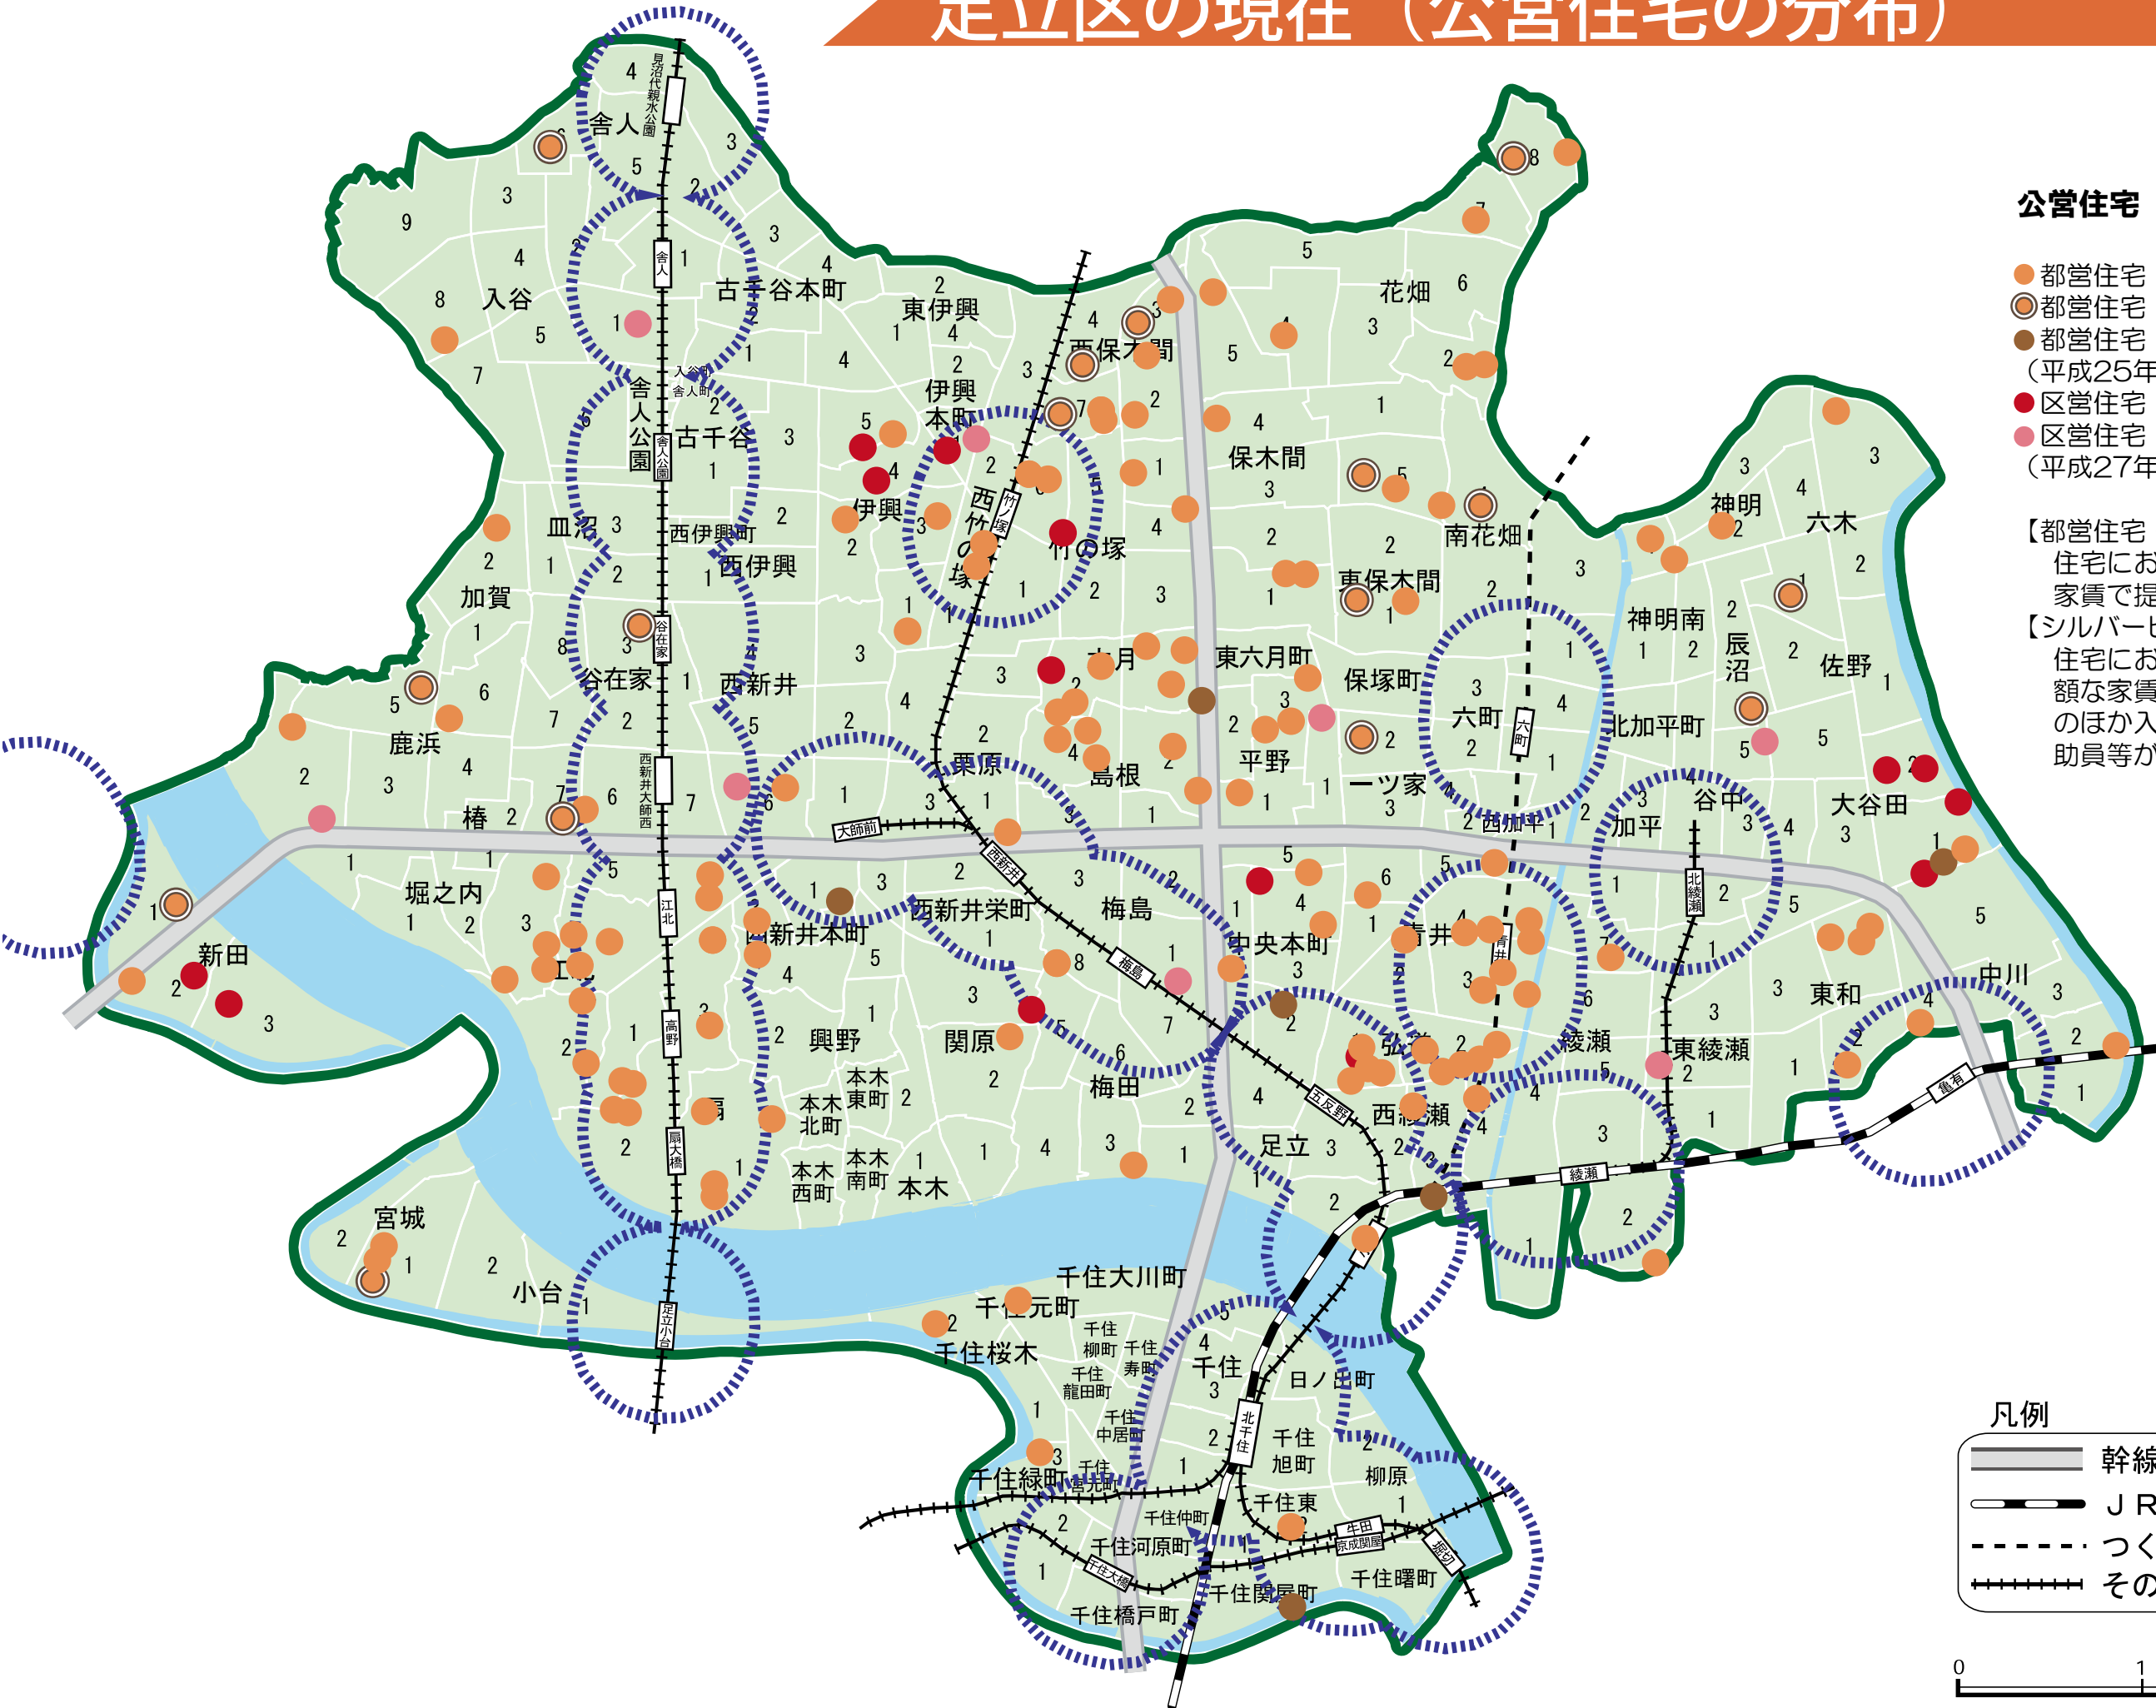 足立区の現在（公営住宅の分布）
公営住宅
都営住宅
都営住宅
都営住宅
（平成25年
区営住宅
区営住宅
（平成27年
【都営住宅
住宅にお
家賃で提
【シルバーピ
住宅にお
額な家賃
のほか入
助員等が
凡例
幹線
ＪＲ
つく
その
0 1
見沼代親水公園
舎人
舎人
入谷
古千谷本町
東伊興
西保木間
花畑
伊興
本町
舎人公園
舎人公園
古千谷
保木間
神明
六木
皿沼
西伊興町
伊興
西竹の塚
竹ノ塚
竹の塚
南花畑
西伊興
東保木間
加賀
神明南
辰沼
谷在家
谷在家
西新井
東六月町
保塚町
佐野
六町
六町
北加平町
鹿浜
栗原
島根
平野
一ツ家
西新井大師西
椿
大師前
西加平
加平
谷中
大谷田
西新井
北綾瀬
堀之内
江北
西新井栄町
梅島
西新井本町
中央本町
青井
青井
新田
梅島
中川
東和
高野
興野
関原
綾瀬
東綾瀬
本木
東町
梅田
本木
北町
五反野
西綾瀬
亀有
扇大橋
足立
本木
南町
本木
西町
本木
綾瀬
宮城
小台
足立小台
千住大川町
千住元町
千住
柳町
千住
寿町
千住桜木
千住
龍田町
千住
日ノ出町
千住
中居町
北千住
千住
旭町
柳原
千住緑町
千住
宮元町
千住東
千住仲町
牛田
千住河原町
京成関屋
堀切
千住大橋
千住関屋町
千住曙町
千住橋戸町